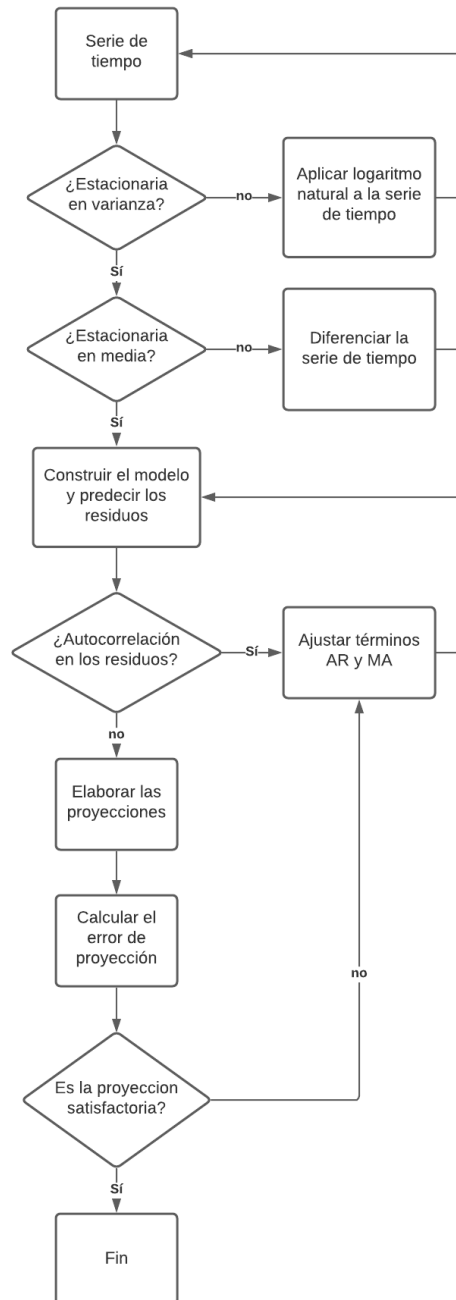 Serie de
tiempo
¿Estacionaria
en varianza?
no
Aplicar logaritmo
natural a la serie
de tiempo
Sí
¿Estacionaria
en media?
no
Diferenciar la
serie de tiempo
Sí
Construir el modelo
y predecir los
residuos
¿Autocorrelación
en los residuos?
Sí
Ajustar términos
AR y MA
no
Elaborar las
proyecciones
Calcular el
error de
proyección
no
Es la proyeccion
satisfactoria?
Sí
Fin